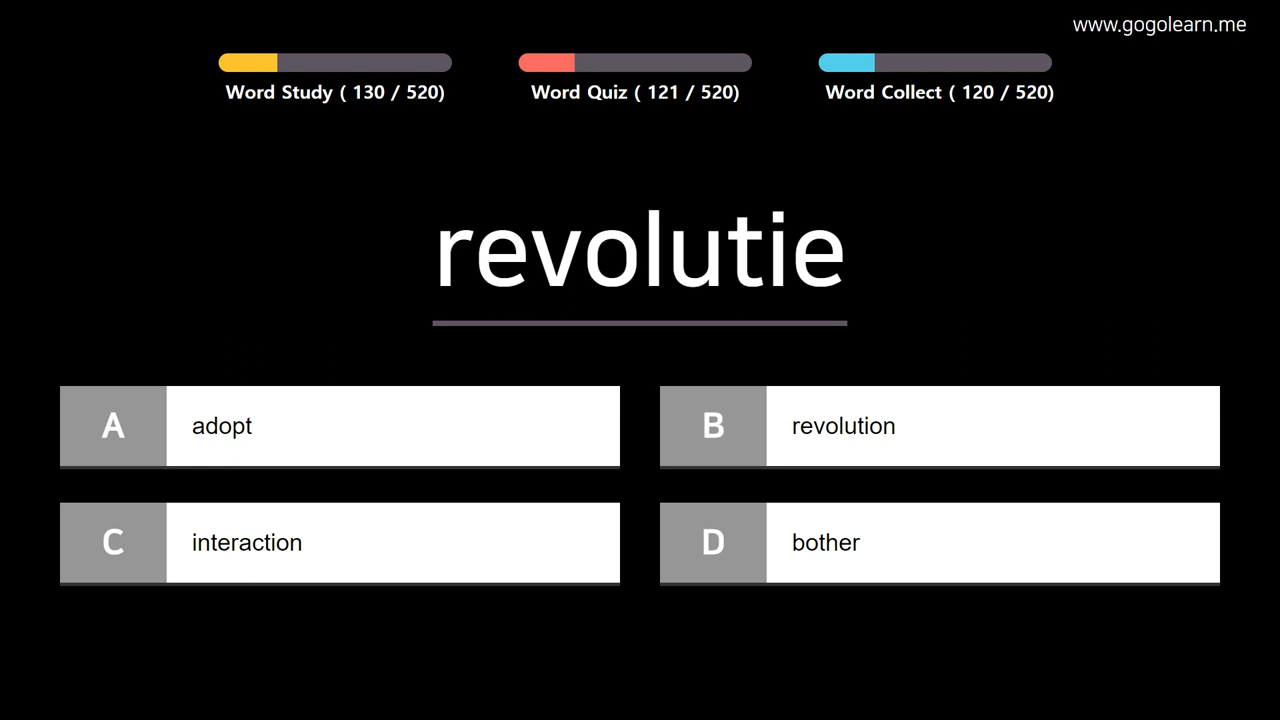 www.gogolearn.me
Word Study ( 130 / 520) Word Quiz ( 121 / 520) Word Collect ( 120 / 520)
revolutie
A adopt
B revolution
C interaction
D bother